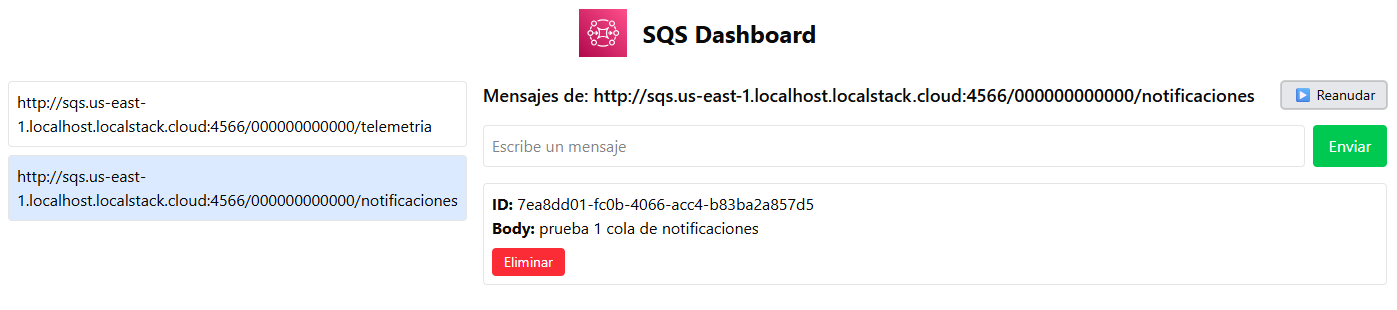 SQS Dashboard
http://sqs.us-east-
1.localhost.localstack.cloud:4566/000000000000/telemetria
http://sqs.us-east-
1.localhost.localstack.cloud:4566/000000000000/notificaciones
Mensajes de: http://sqs.us-east-1.localhost.localstack.cloud:4566/000000000000/notificaciones
Reanudar
Escribe un mensaje
Enviar
ID: 7ea8dd01-fc0b-4066-acc4-b83ba2a857d5
Body: prueba 1 cola de notificaciones
Eliminar